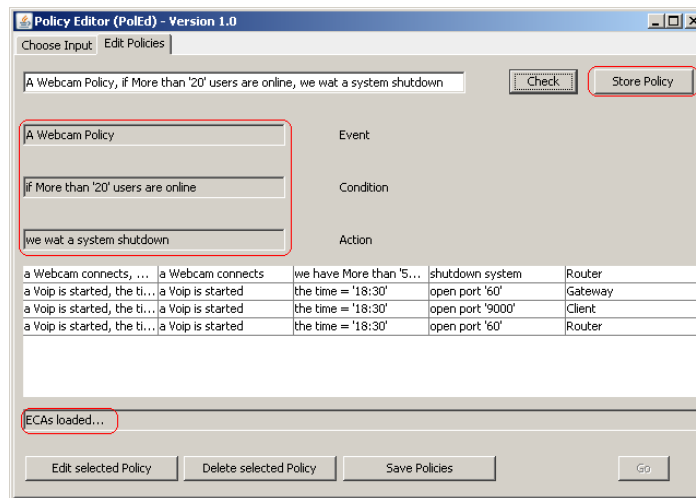 Policy Editor (PolEd) - Version 1.0
Choose Input Edit Policies
A Webcam Policy, if More than '20' users are online, we wat a system shutdown Check Store Policy
A Webcam Policy Event
if More than '20' users are online Condition
we wat a system shutdown Action
a Webcam connects, ... a Webcam connects we have More than '5... shutdown system Router
a Voip is started, the ti... a Voip is started the time = '18:30' open port '60' Gateway
a Voip is started, the ti... a Voip is started the time = '18:30' open port '9000' Client
a Voip is started, the ti... a Voip is started the time = '18:30' open port '60' Router
ECAs loaded...
Edit selected Policy Delete selected Policy Save Policies Go